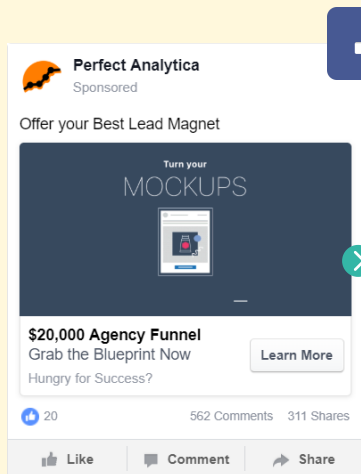 Perfect Analytica
Sponsored
Offer your Best Lead Magnet
Turn your
MOCKUPS
$20,000 Agency Funnel
Grab the Blueprint Now
Learn More
Hungry for Success?
20
562 Comments 311 Shares
Like Comment Share